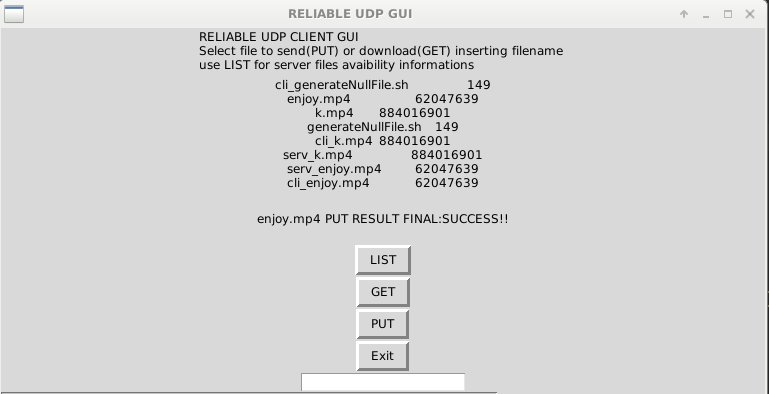 RELIABLE UDP GUI
RELIABLE UDP CLIENT GUI
Select file to send(PUT) or download(GET) inserting filename
use LIST for server files avaibility informations
cli_generateNullFile.sh 149
enjoy.mp4 62047639
k.mp4 884016901
generateNullFile.sh 149
cli_k.mp4 884016901
serv_k.mp4 884016901
serv_enjoy.mp4 62047639
cli_enjoy.mp4 62047639
enjoy.mp4 PUT RESULT FINAL:SUCCESS!!
LIST
GET
PUT
Exit